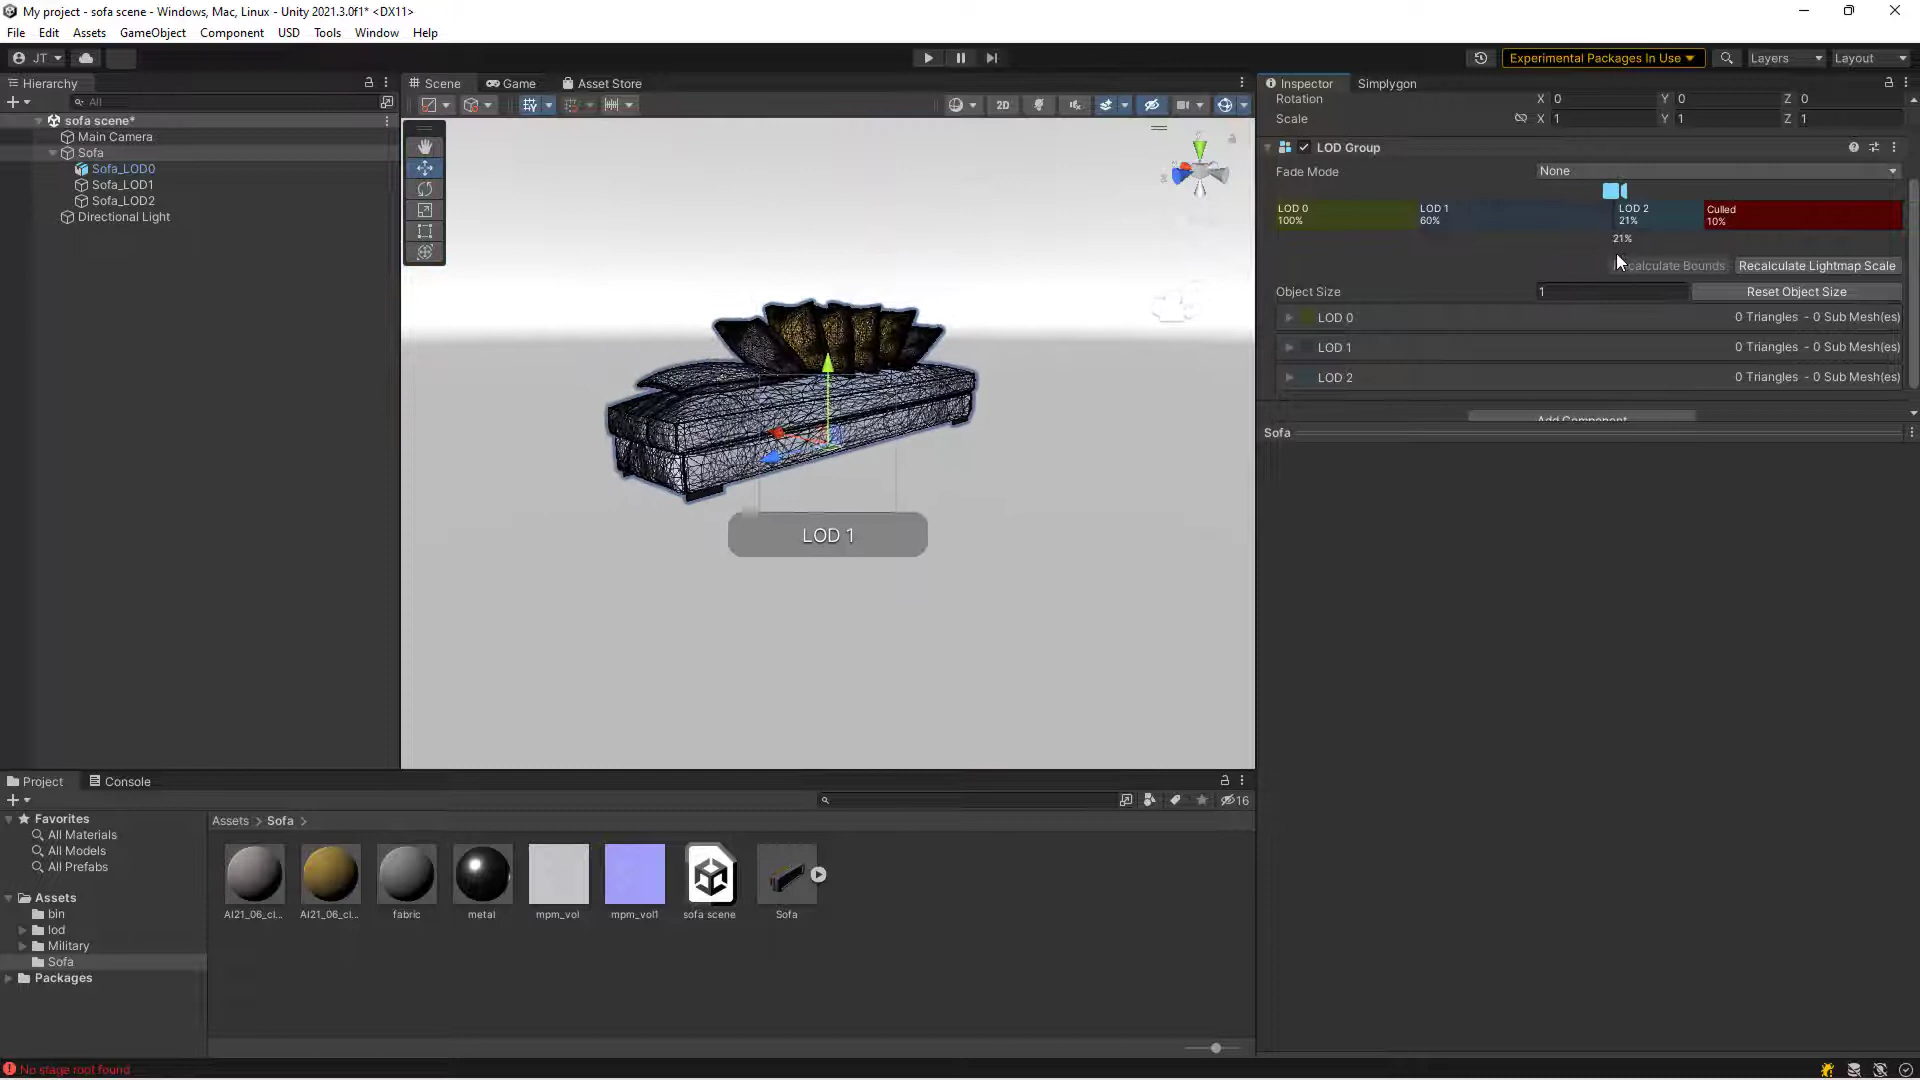 My project - sofa scene - Windows, Mac, Linux - Unity 2021.3.0f1* <DX11>
File Edit Assets GameObject Component USD Tools Window Help
JT
Experimental Packages In Use
Layers
Layout
Hierarchy
All
sofa scene*
Main Camera
Sofa
Sofa_LOD0
Sofa_LOD1
Sofa_LOD2
Directional Light
Scene Game Asset Store
2D
LOD 1
Inspector Simplygon
Rotation X 0 Y 0 Z 0
Scale X 1 Y 1 Z 1
LOD Group
Fade Mode None
LOD 0 LOD 1 LOD 2 Culled
100% 60% 21% 10%
21%
calculate Bounds Recalculate Lightmap Scale
Object Size 1 Reset Object Size
LOD 0 0 Triangles - 0 Sub Mesh(es)
LOD 1 0 Triangles - 0 Sub Mesh(es)
LOD 2 0 Triangles - 0 Sub Mesh(es)
Add Component
Sofa
Project Console
16
Favorites
All Materials
All Models
All Prefabs
Assets
bin
lod
Military
Sofa
Packages
Assets > Sofa >
AI21_06_cl... AI21_06_cl... fabric metal mpm_vol mpm_vol1 sofa scene Sofa
No stage root found